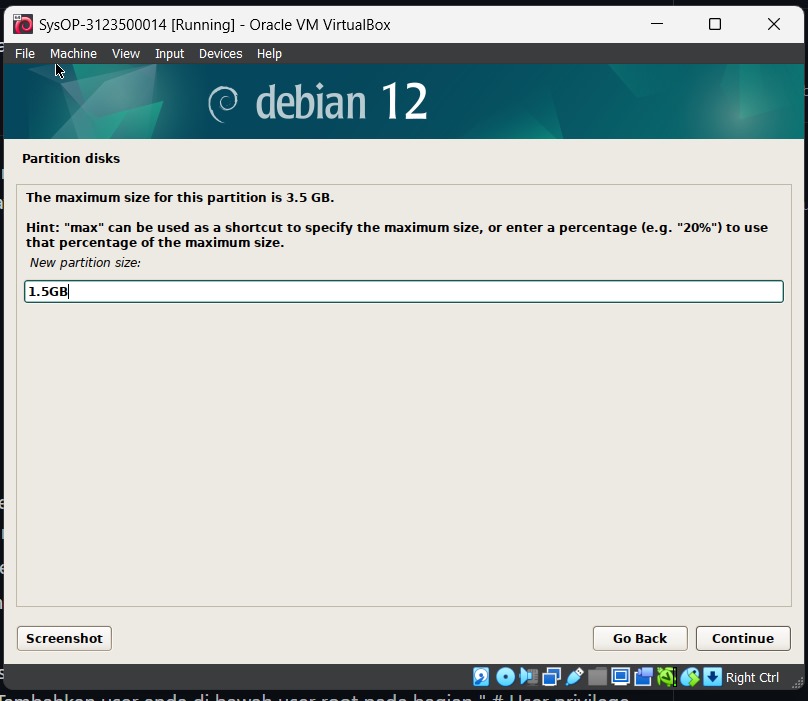 SysOP-3123500014 [Running] - Oracle VM VirtualBox
File Machine View Input Devices Help
debian 12
Partition disks
The maximum size for this partition is 3.5 GB.
Hint: "max" can be used as a shortcut to specify the maximum size, or enter a percentage (e.g. "20%") to use
that percentage of the maximum size.
New partition size:
1.5GB
Screenshot Go Back Continue
Right Ctrl
user anda di bawah user root pada bagian " # User privilege